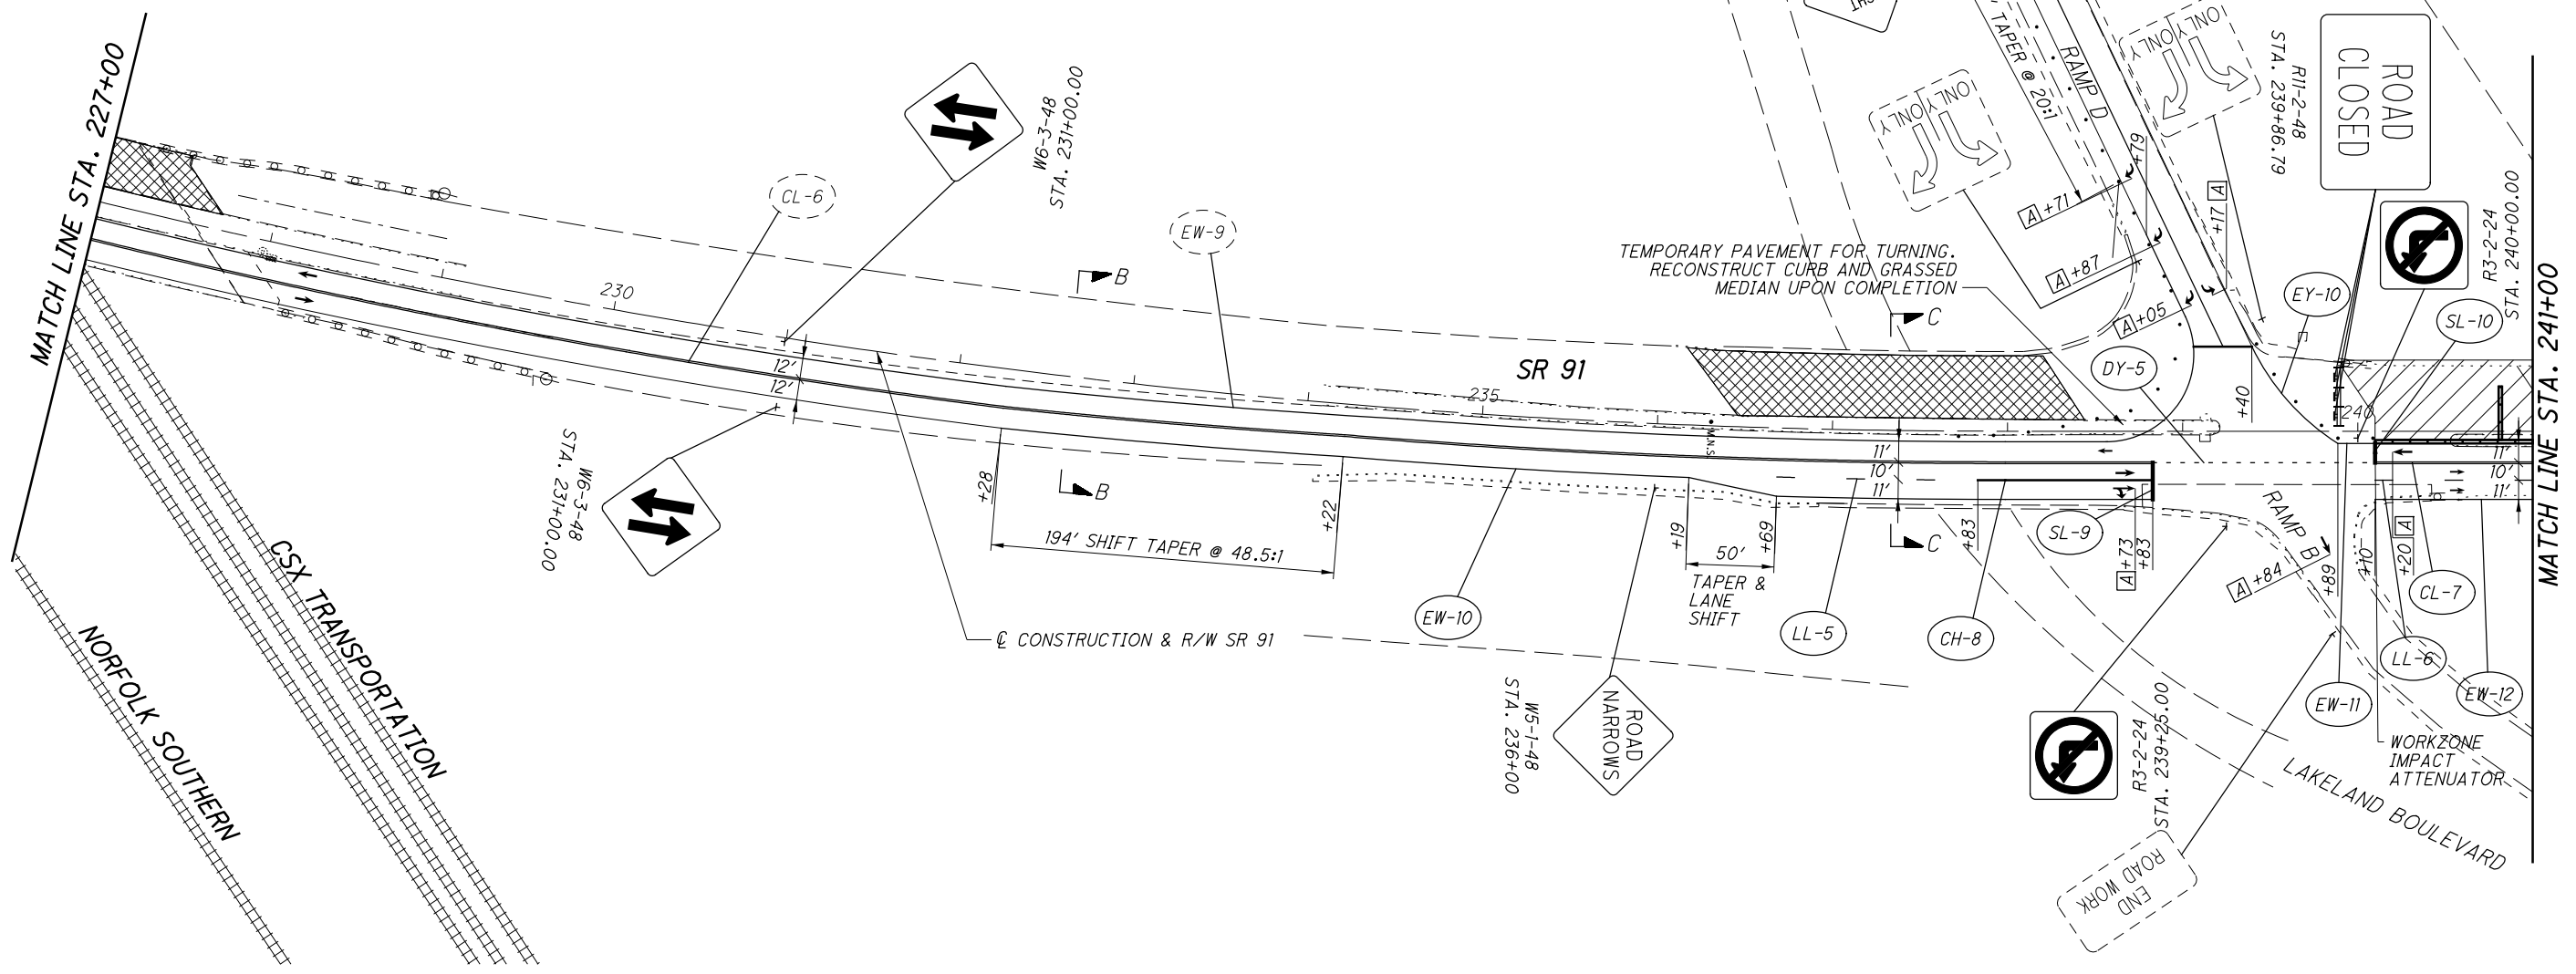 MATCH LINE STA. 227+00
CSX TRANSPORTATION
NORFOLK SOUTHERN
230
CL-6
W6-3-48
STA. 231+00.00
12'
12'
W6-3-48
STA. 231+00.00
EW-9
B
B
+28
+22
194' SHIFT TAPER @ 48.5:1
℄ CONSTRUCTION & R/W SR 91
235
SR 91
EW-10
W5-1-48
STA. 236+00
ROAD
NARROWS
+19
+69
50'
TAPER &
LANE
SHIFT
TEMPORARY PAVEMENT FOR TURNING.
RECONSTRUCT CURB AND GRASSED
MEDIAN UPON COMPLETION
C
C
11'
10'
11'
LL-5
CH-8
+83
SL-9
A +73
+83
TAPER @ 20:1
RAMP D
ONLY ONLY
ONLY ONLY
A +71
+79
A +87
A +05
+17 A
DY-5
+40
R11-2-48
STA. 239+86.79
ROAD
CLOSED
R3-2-24
STA. 240+00.00
EY-10
SL-10
240
11'
10'
11'
RAMP B
A +84
+89
+10
+20 A
CL-7
LL-6
EW-11
EW-12
WORKZONE
IMPACT
ATTENUATOR
R3-2-24
STA. 239+25.00
END
ROAD WORK
LAKELAND BOULEVARD
MATCH LINE STA. 241+00